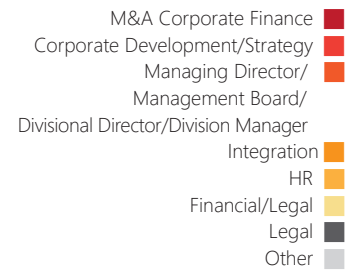 M&A Corporate Finance
Corporate Development/Strategy
Managing Director/
Management Board/
Divisional Director/Division Manager
Integration
HR
Financial/Legal
Legal
Other